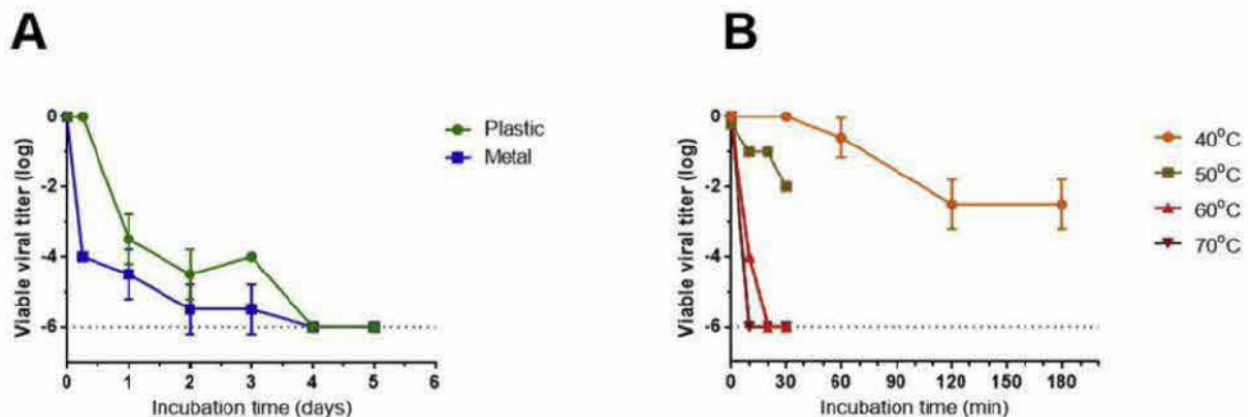 A
B
0
-2
-4
-6
Viable viral titer (log)
0 1 2 3 4 5 6
Incubation time (days)
Plastic
Metal
0
-2
-4
-6
Viable viral titer (log)
0 30 60 90 120 150 180
Incubation time (min)
40°C
50°C
60°C
70°C